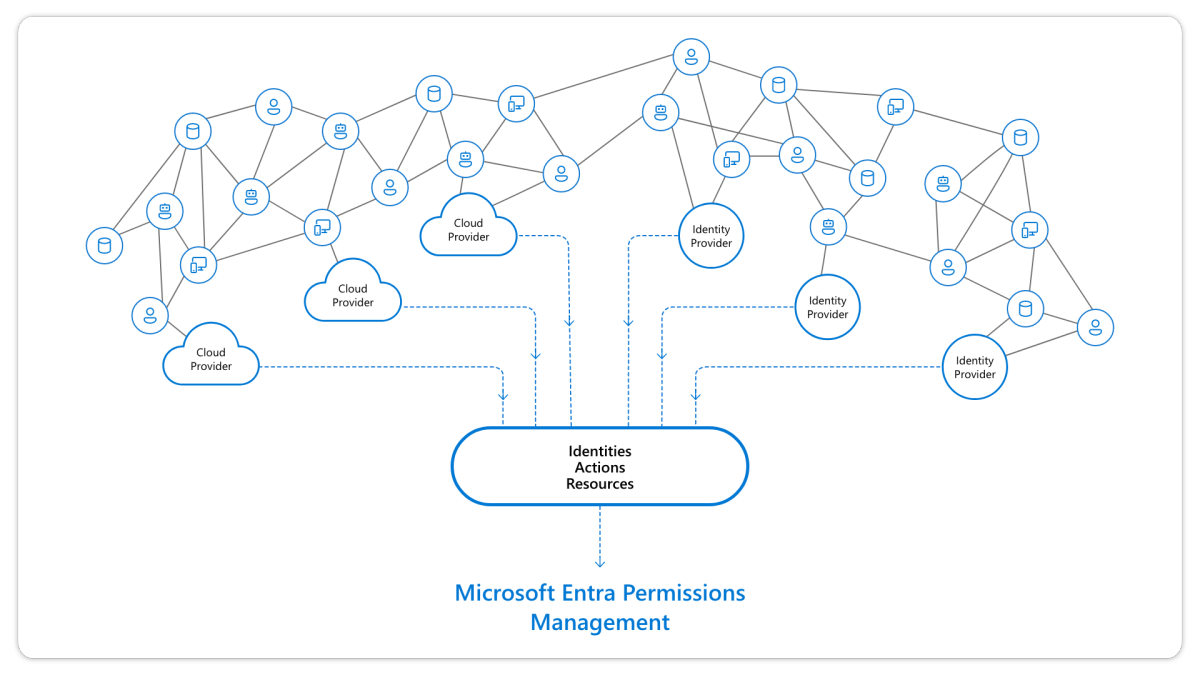 Cloud
Provider
Identity
Provider
Cloud
Provider
Identity
Provider
Cloud
Provider
Identity
Provider
Identities
Actions
Resources
Microsoft Entra Permissions
Management